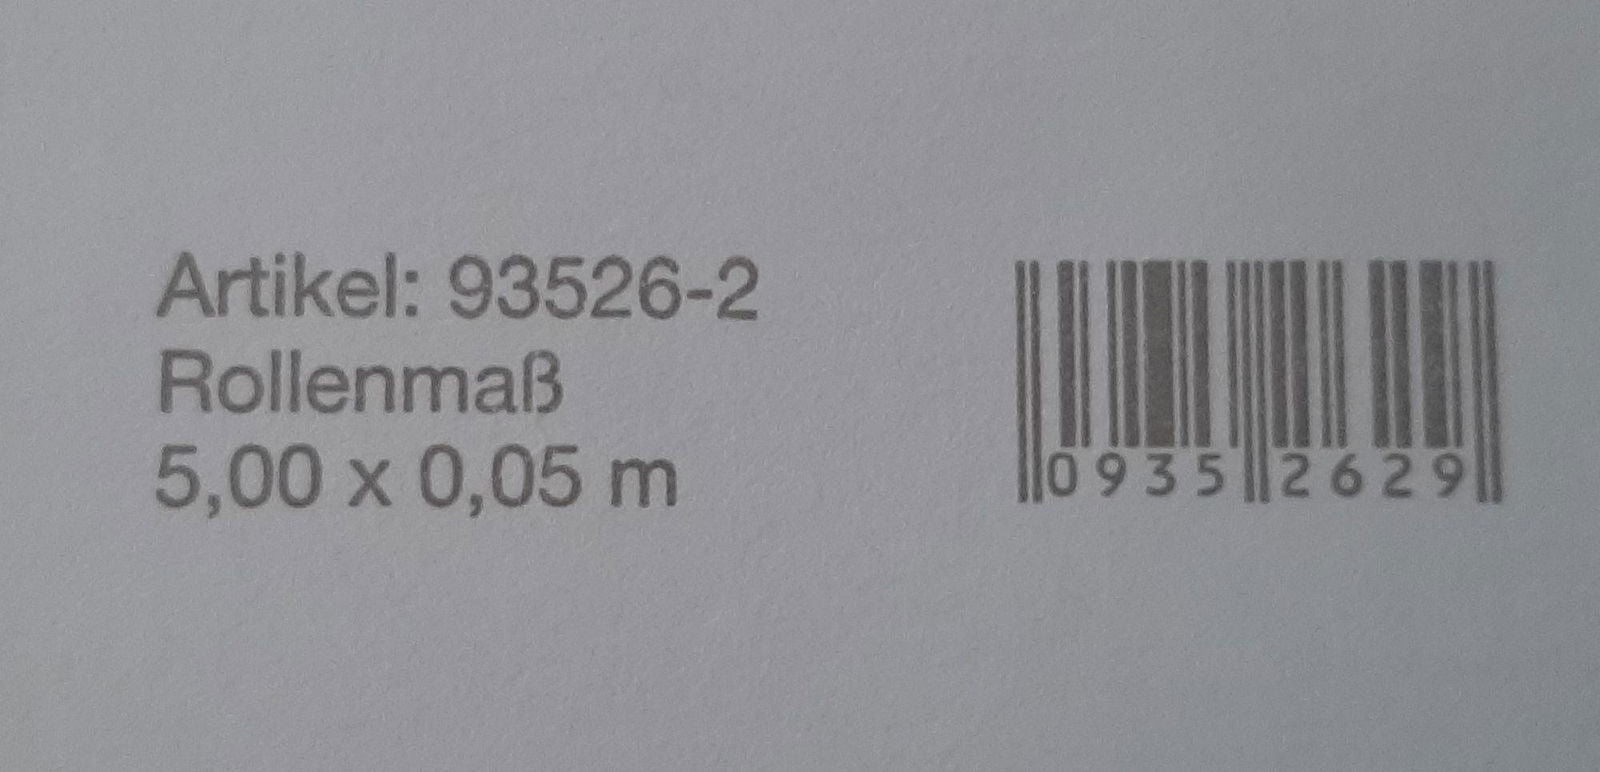 Artikel: 93526-2
Rollenmaß
5,00 x 0,05 m
0935 2629